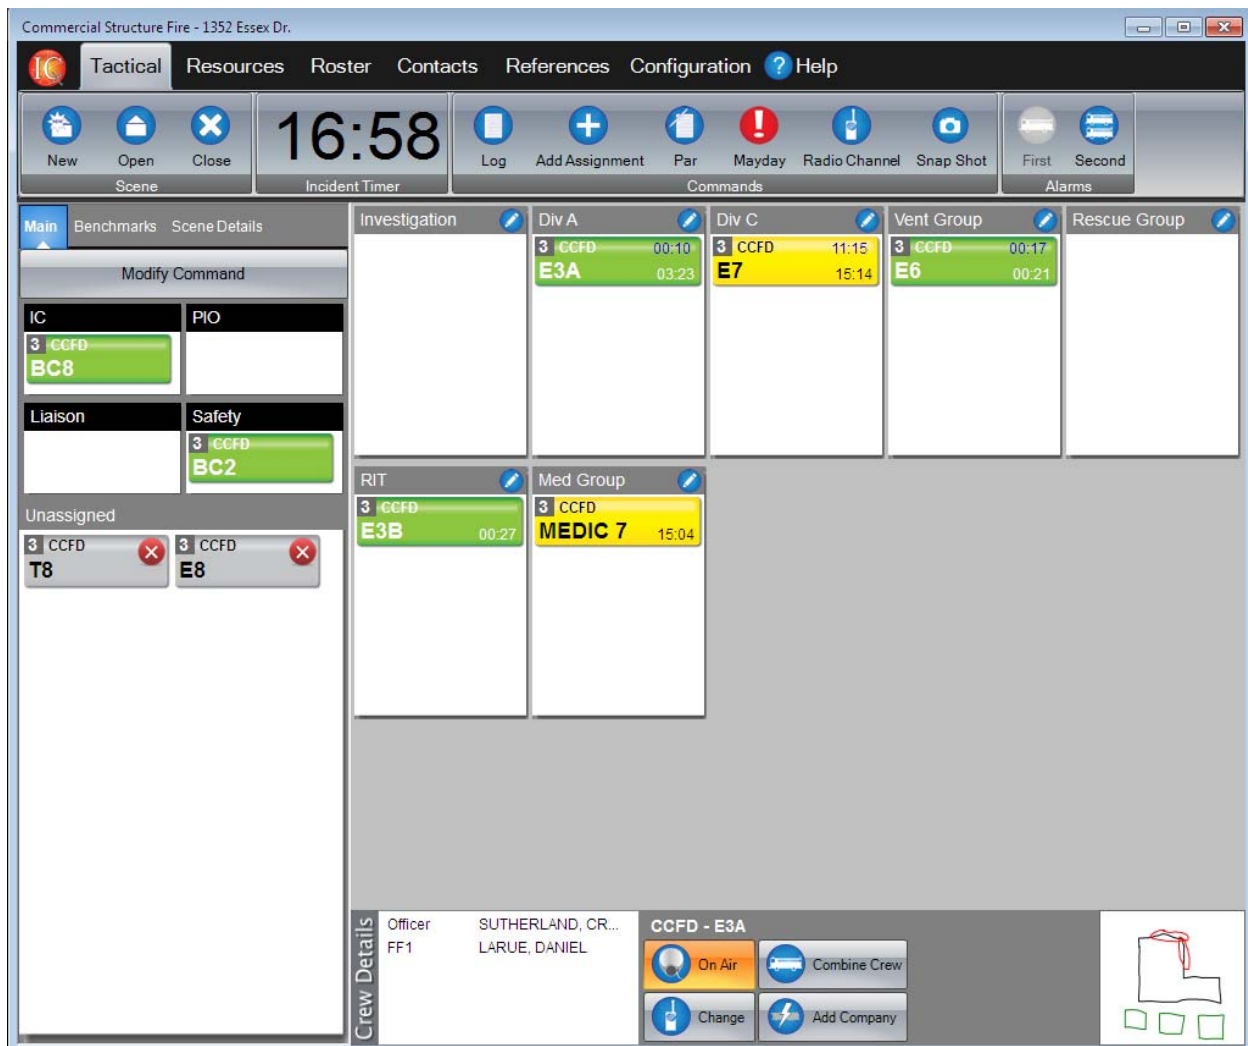 Commercial Structure Fire - 1352 Essex Dr.
IC Tactical Resources Roster Contacts References Configuration ? Help
16:58
New Open Close Log Add Assignment Par Mayday Radio Channel Snap Shot First Second
Scene Incident Timer Commands Alarms
Main Benchmarks Scene Details
Modify Command
IC PIO
3 CCFD
BC8
Liaison Safety
3 CCFD
BC2
Unassigned
3 CCFD 3 CCFD
T8 E8
Investigation Div A Div C Vent Group Rescue Group
3 CCFD 00:10 3 CCFD 11:15 3 CCFD 00:17
E3A 03:23 E7 15:14 E6 00:21
RIT Med Group
3 CCFD 3 CCFD
E3B 00:27 MEDIC 7 15:04
Crew Details
Officer SUTHERLAND, CR...
FF1 LARUE, DANIEL
CCFD - E3A
On Air Combine Crew
Change Add Company